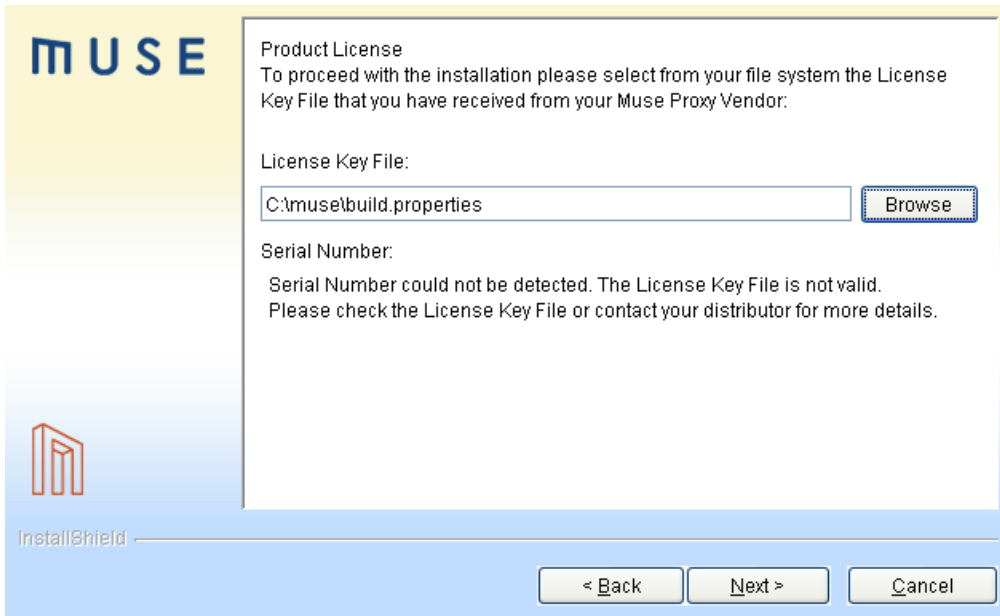 MUSE
Product License
To proceed with the installation please select from your file system the License
Key File that you have received from your Muse Proxy Vendor:
License Key File:
C:\muse\build.properties
Browse
Serial Number:
Serial Number could not be detected. The License Key File is not valid.
Please check the License Key File or contact your distributor for more details.
InstallShield
< Back
Next >
Cancel